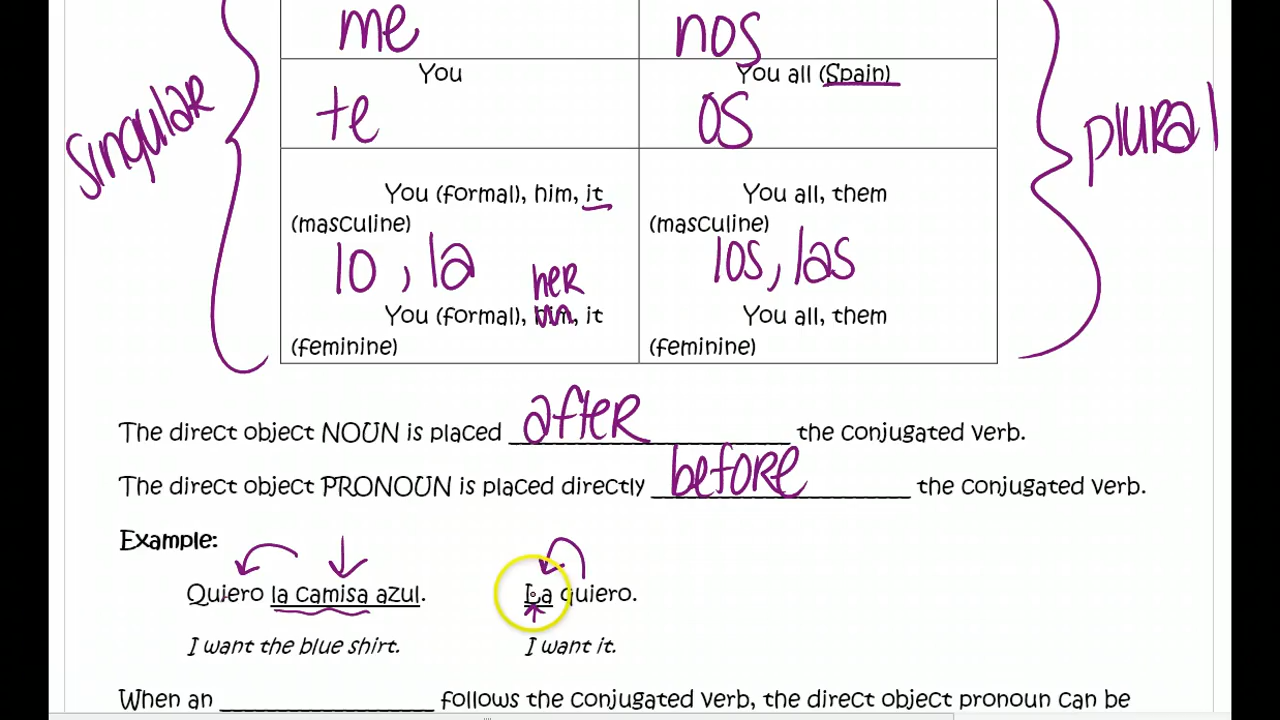 me nos
You You all (Spain)
te os
singular plural
You (formal), him, it You all, them
(masculine) (masculine)
lo, la los, las
her
You (formal), him, it You all, them
(feminine) (feminine)
The direct object NOUN is placed after the conjugated verb.
The direct object PRONOUN is placed directly before the conjugated verb.
Example:
Quiero la camisa azul. La quiero.
I want the blue shirt. I want it.
When an ____________________ follows the conjugated verb, the direct object pronoun can be